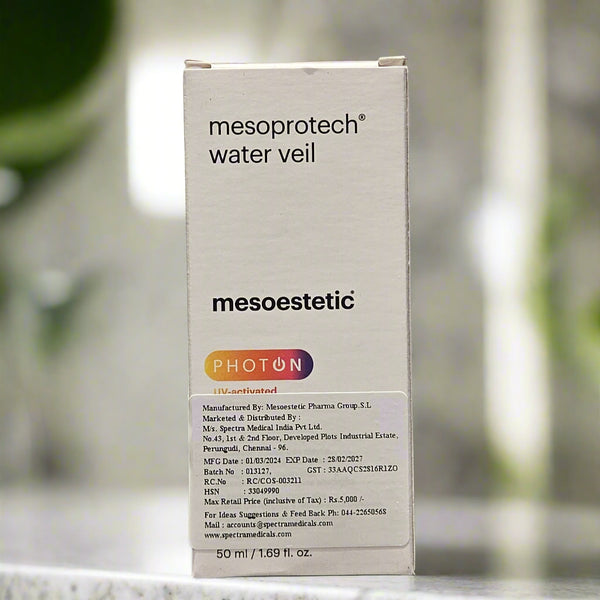 mesoprotech®
water veil
mesoestetic®
PHOTON
UV-activated
Manufactured By: Mesoestetic Pharma Group.S.L
Marketed & Distributed By :
M/s. Spectra Medical India Pvt Ltd.
No.43, 1st & 2nd Floor, Developed Plots Industrial Estate,
Perungudi, Chennai - 96.
MFG Date : 01/03/2024 EXP Date : 28/02/2027
Batch No : 013127, GST : 33AAQCS2816R1ZO
RC.No : RC/COS-003211
HSN : 33049990
Max Retail Price (inclusive of Tax) : Rs.5,000 /-
For Ideas Suggestions & Feed Back Ph: 044-22650568
Mail : accounts@spectramedicals.com
www.spectramedicals.com
50 ml / 1.69 fl. oz.